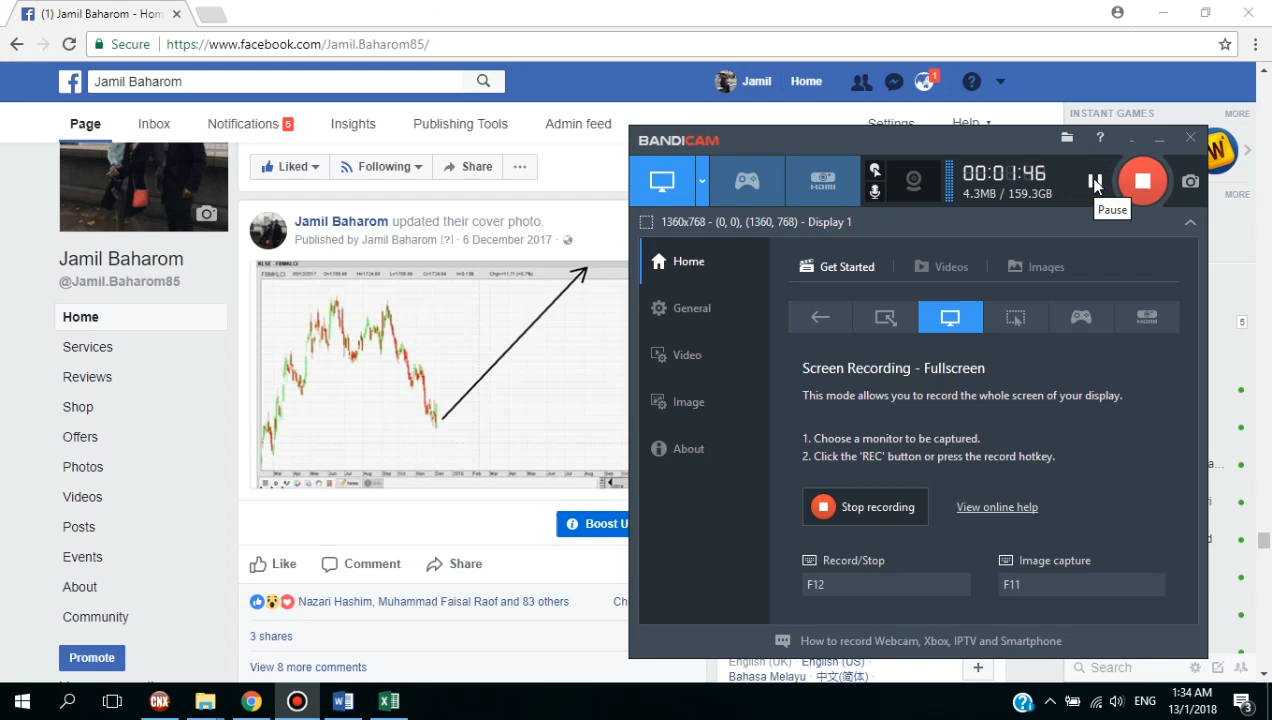 (1) Jamil Baharom - Hom
Secure
https://www.facebook.com/Jamil.Baharom85/
Jamil Baharom
Jamil
Home
1
Page
Inbox
Notifications 5
Insights
Publishing Tools
Admin feed
Settings
Help
INSTANT GAMES
MORE
MORE
Liked
Following
Share
Jamil Baharom
@Jamil.Baharom85
Home
Services
Reviews
Shop
Offers
Photos
Videos
Posts
Events
About
Community
Promote
Jamil Baharom updated their cover photo.
Published by Jamil Baharom [?] · 6 December 2017 ·
KLSE - FBMKLCI
Boost U
Like
Comment
Share
Nazari Hashim, Muhammad Faisal Raof and 83 others
Ch
3 shares
View 8 more comments
BANDICAM
HDMI
00:01:46
4.3MB / 159.3GB
Pause
1360x768 - (0, 0), (1360, 768) - Display 1
Home
General
Video
Image
About
Get Started
Videos
Images
HDMI
Screen Recording - Fullscreen
This mode allows you to record the whole screen of your display.
1. Choose a monitor to be captured.
2. Click the 'REC' button or press the record hotkey.
Stop recording
View online help
Record/Stop
Image capture
F12
F11
How to record Webcam, Xbox, IPTV and Smartphone
English (UK) · English (US) ·
Bahasa Melayu · 中文(简体) ·
5
Search
CNX
ENG
1:34 AM
13/1/2018
3